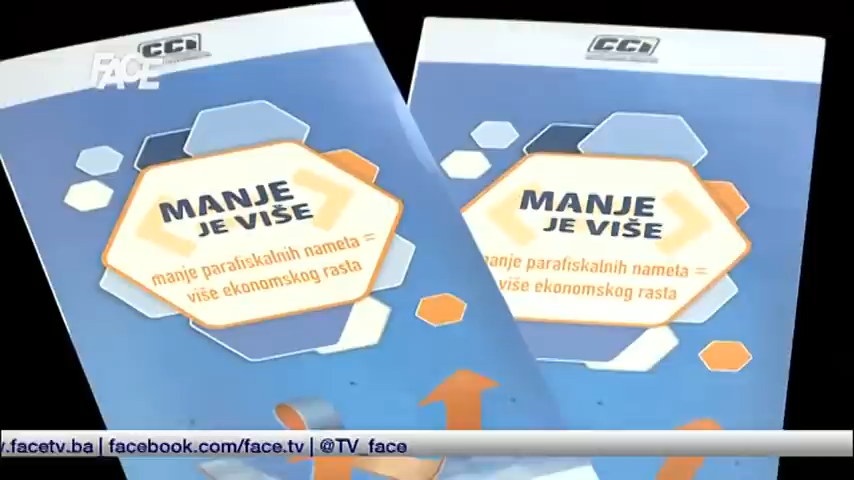 CCI
FACE
MANJE
JE VIŠE
manje parafiskalnih nameta =
više ekonomskog rasta
CCI
MANJE
JE VIŠE
manje parafiskalnih nameta =
više ekonomskog rasta
.facetv.ba | facebook.com/face.tv | @TV_face